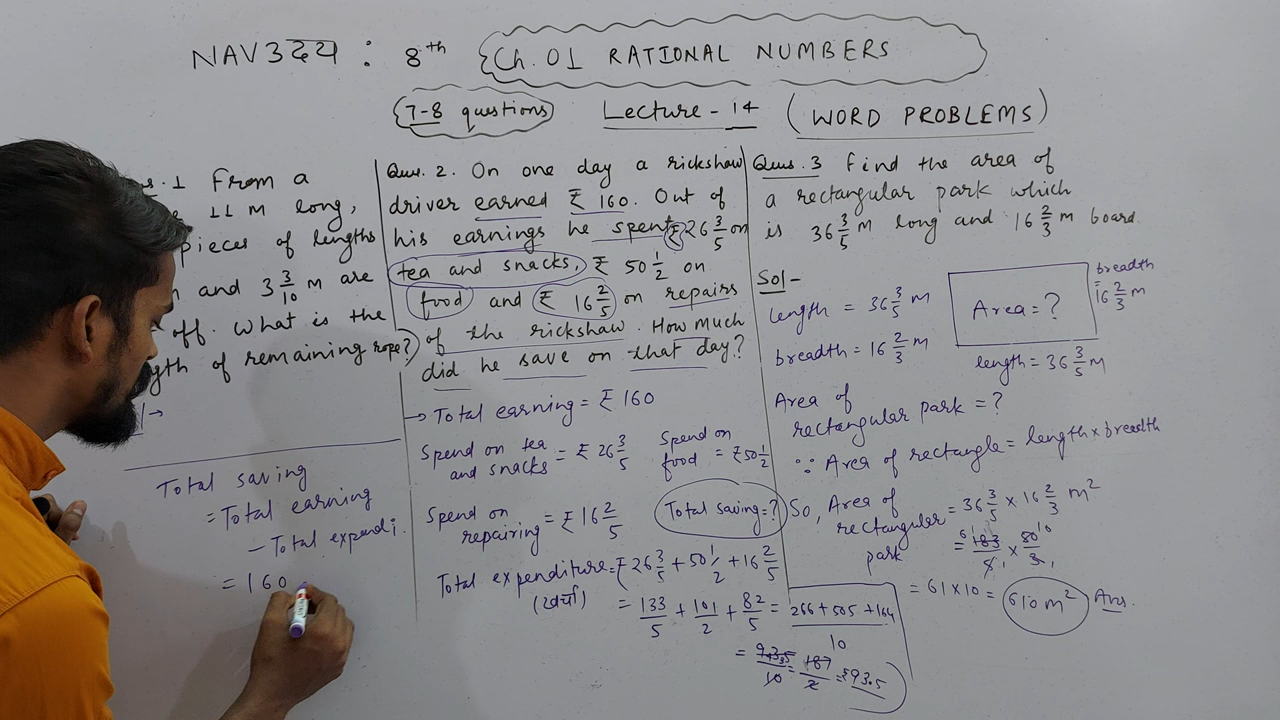 NAV उदय : 8th Ch. 01 RATIONAL NUMBERS
7-8 questions Lecture - 14 (WORD PROBLEMS)
s. 1 From a
11 M long,
pieces of lengths
and 3 3/10 m are
off. What is the
gth of remaining rope?
Total saving
= Total earning
- Total expendi.
= 160
Ques. 2. On one day a rickshaw
driver earned ₹ 160. Out of
his earnings he spent ₹ 26 3/5 on
tea and snacks, ₹ 50 1/2 on
food and ₹ 16 2/5 on repairs
of the rickshaw. How much
did he save on that day?
→ Total earning = ₹ 160
Spend on tea and snacks = ₹ 26 3/5
Spend on food = ₹50 1/2
Spend on repairing = ₹ 16 2/5
Total saving = ?
Total expenditure = ₹ 26 3/5 + 50 1/2 + 16 2/5
(खर्चा)
= 133/5 + 101/2 + 82/5 = 266 + 505 + 164 / 10
= 935/10 = 187/2 = ₹93.5
Ques. 3 Find the area of
a rectangular park which
is 36 3/5 m long and 16 2/3 m board.
Sol -
length = 36 3/5 m
breadth = 16 2/3 m
Area = ?
breadth
= 16 2/3 m
length = 36 3/5 m
Area of
rectangular park = ?
∵ Area of rectangle = length × breadth
So, Area of rectangular park = 36 3/5 × 16 2/3 m²
= 183/5 × 50/3
= 61 × 10 = 610 m² Ans.